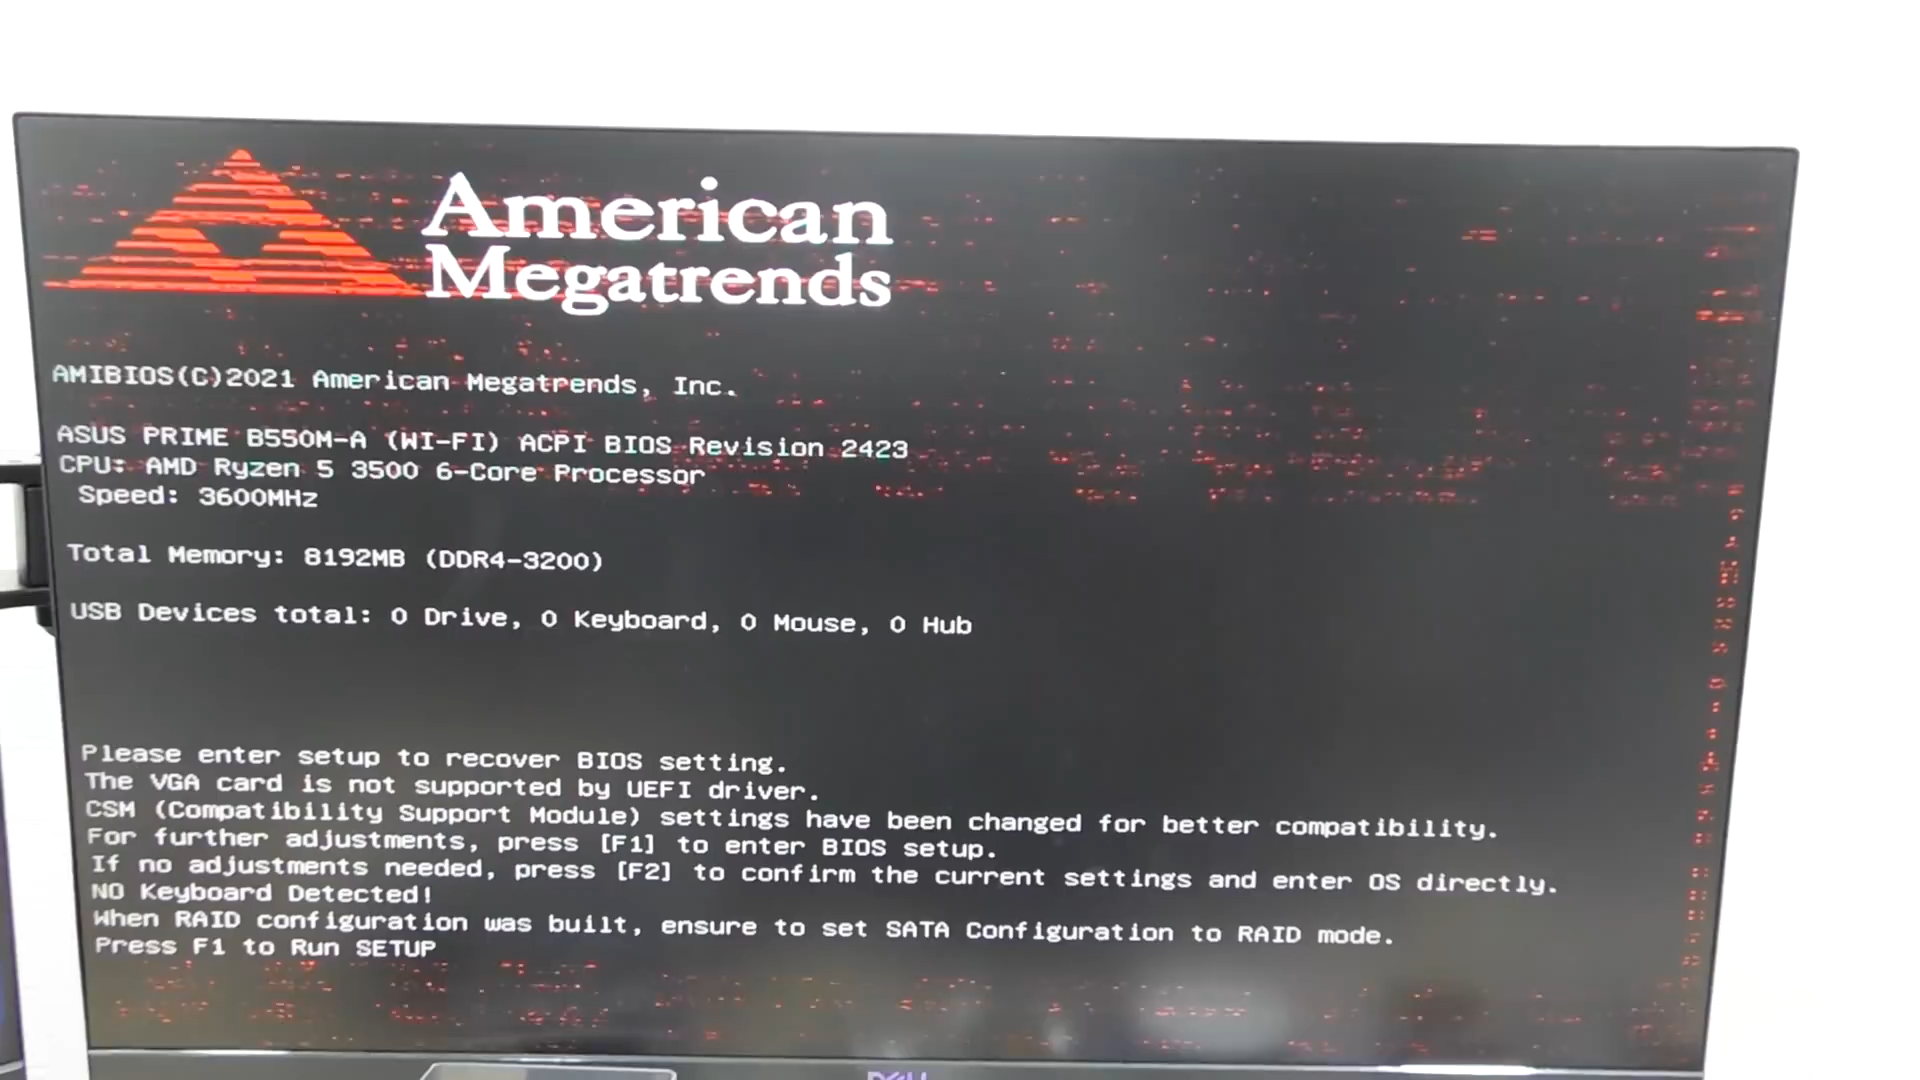 American
Megatrends
AMIBIOS(C)2021 American Megatrends, Inc.
ASUS PRIME B550M-A (WI-FI) ACPI BIOS Revision 2423
CPU: AMD Ryzen 5 3500 6-Core Processor
Speed: 3600MHz
Total Memory: 8192MB (DDR4-3200)
USB Devices total: 0 Drive, 0 Keyboard, 0 Mouse, 0 Hub
Please enter setup to recover BIOS setting.
The VGA card is not supported by UEFI driver.
CSM (Compatibility Support Module) settings have been changed for better compatibility.
For further adjustments, press [F1] to enter BIOS setup.
If no adjustments needed, press [F2] to confirm the current settings and enter OS directly.
NO Keyboard Detected!
When RAID configuration was built, ensure to set SATA Configuration to RAID mode.
Press F1 to Run SETUP
DELL